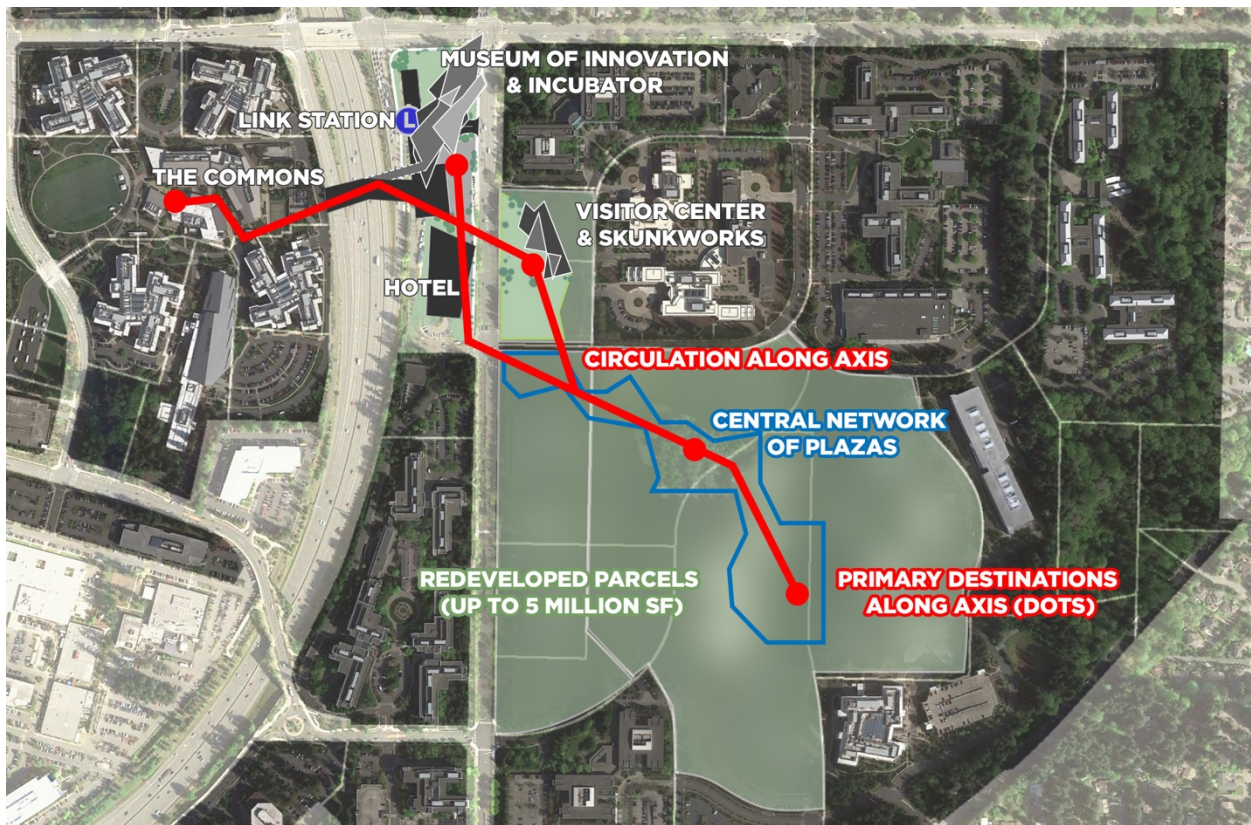 MUSEUM OF INNOVATION
& INCUBATOR
LINK STATION L
THE COMMONS
VISITOR CENTER
& SKUNKWORKS
HOTEL
CIRCULATION ALONG AXIS
CENTRAL NETWORK
OF PLAZAS
REDEVELOPED PARCELS
(UP TO 5 MILLION SF)
PRIMARY DESTINATIONS
ALONG AXIS (DOTS)